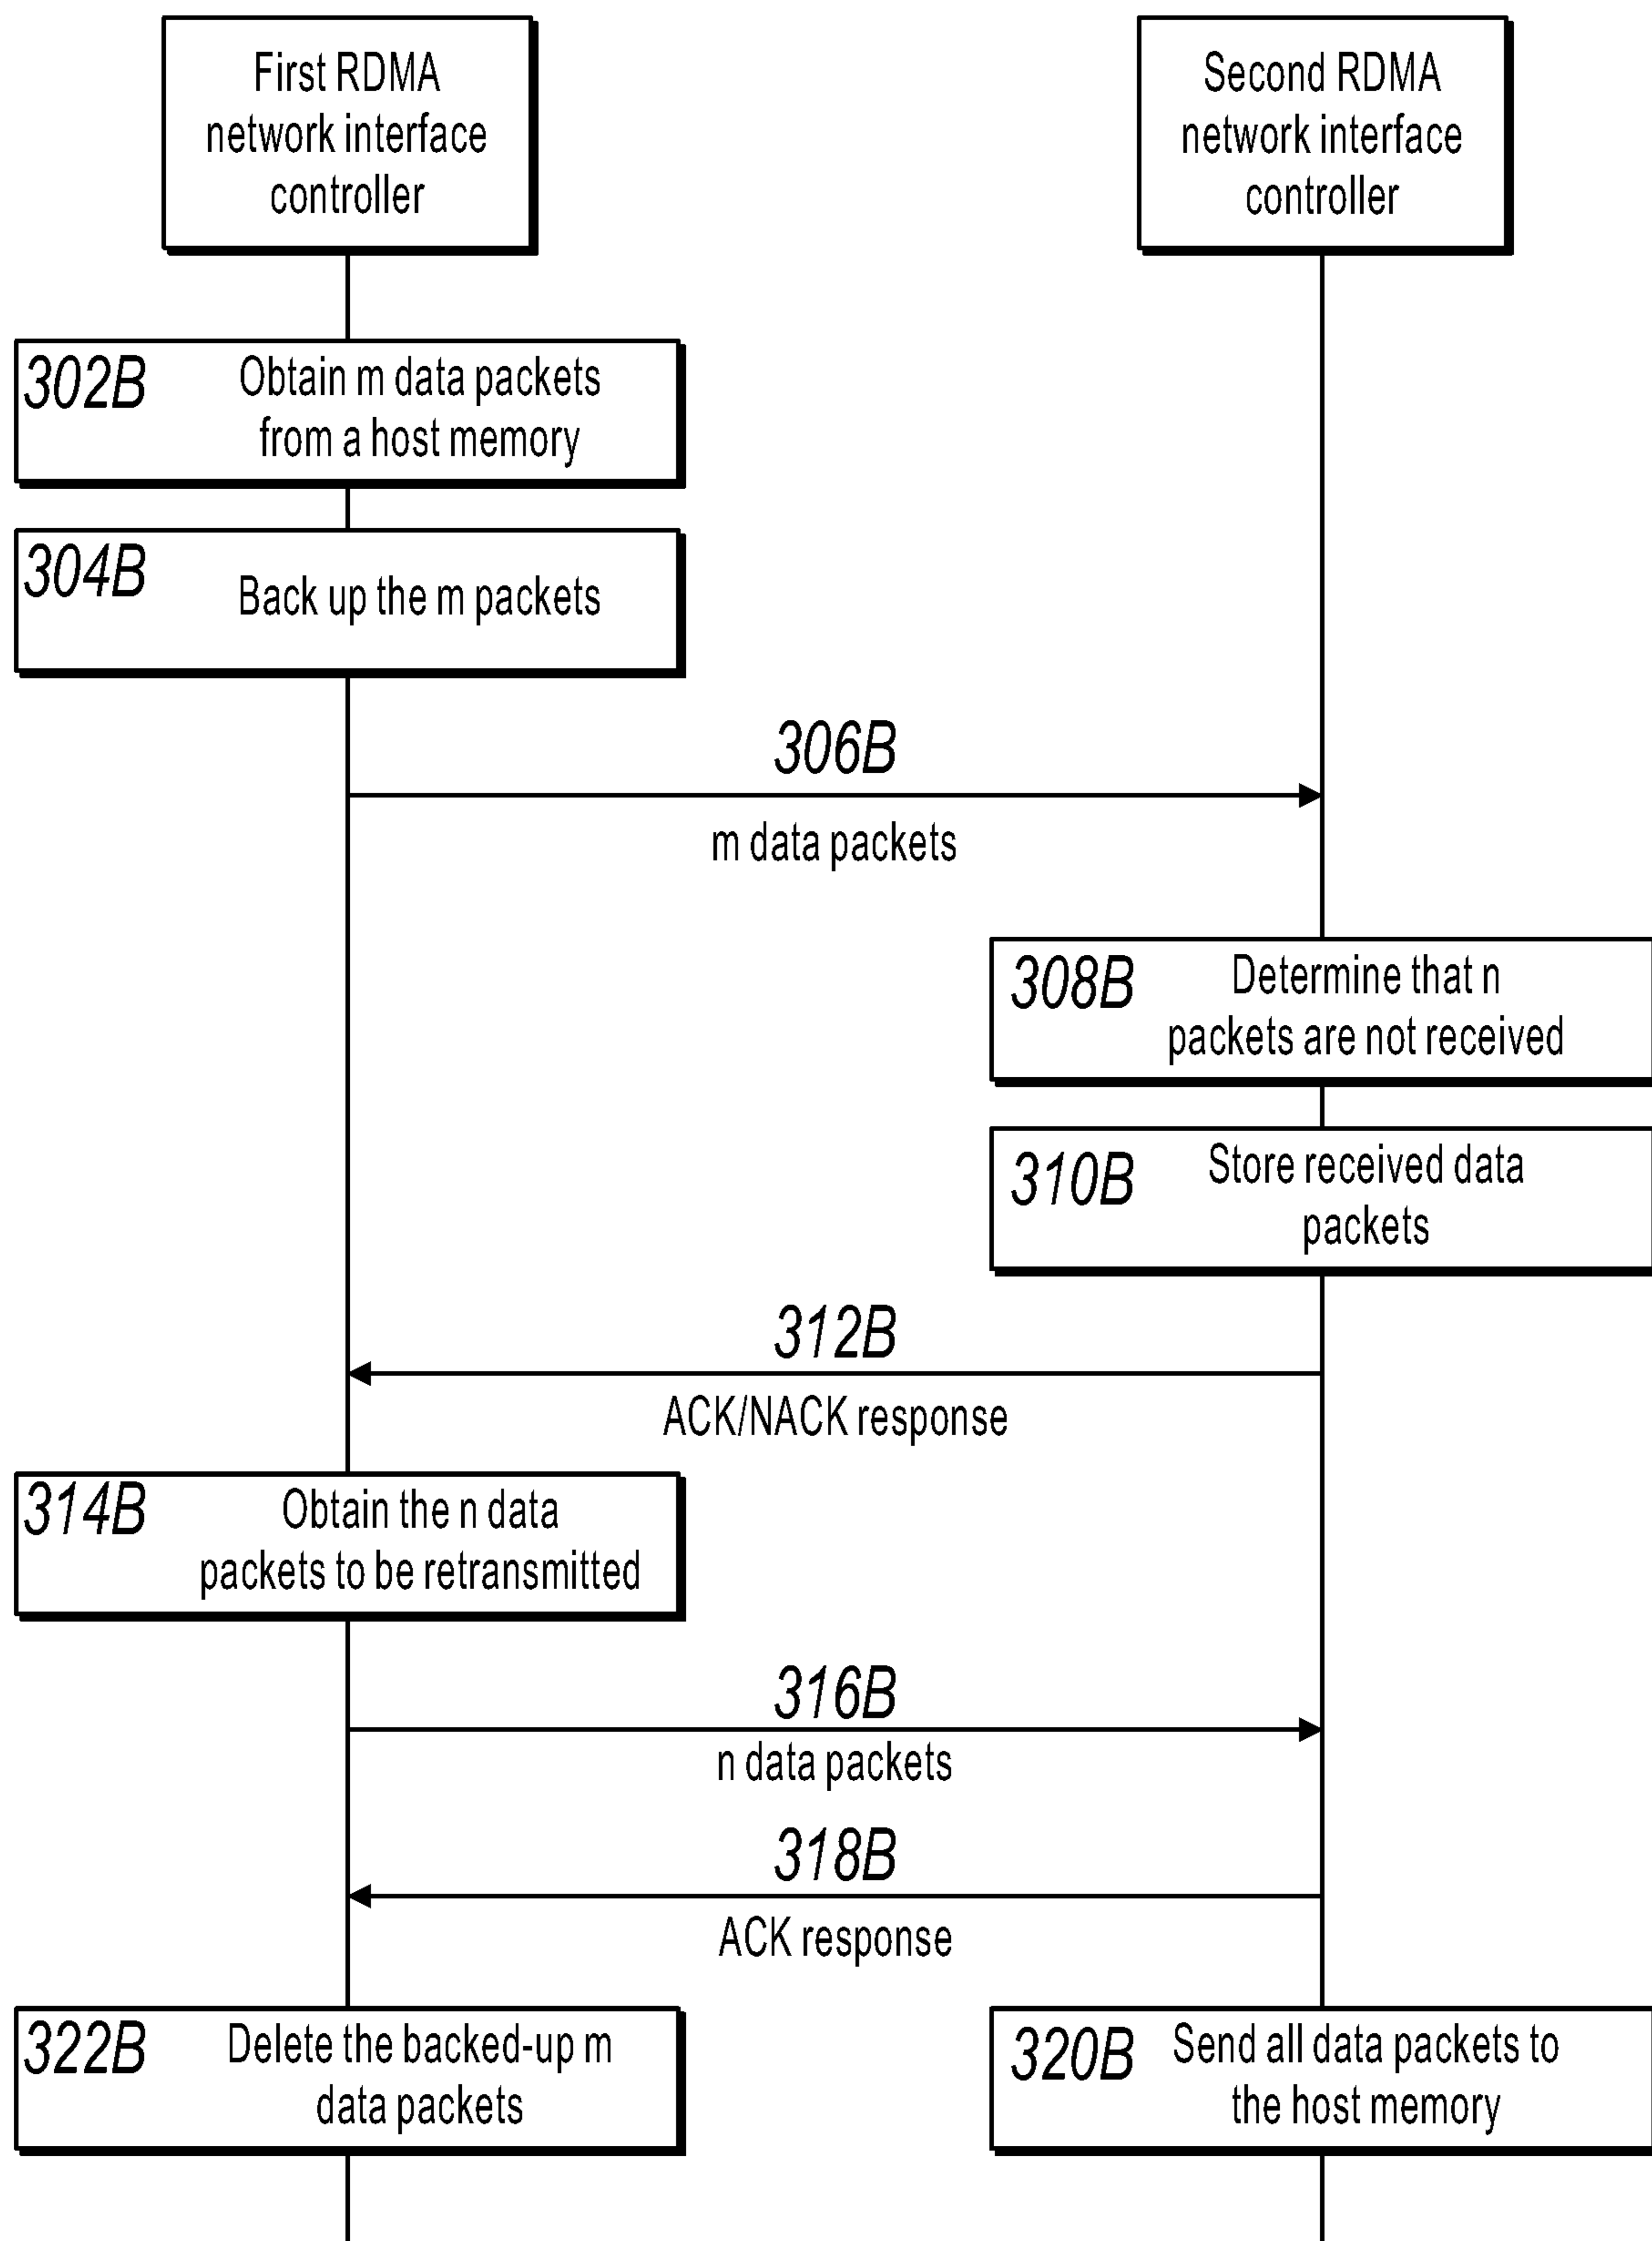 First RDMA
network interface
controller
Second RDMA
network interface
controller
302B
Obtain m data packets
from a host memory
304B
Back up the m packets
306B
m data packets
308B
Determine that n
packets are not received
310B
Store received data
packets
312B
ACK/NACK response
314B
Obtain the n data
packets to be retransmitted
316B
n data packets
318B
ACK response
322B
Delete the backed-up m
data packets
320B
Send all data packets to
the host memory